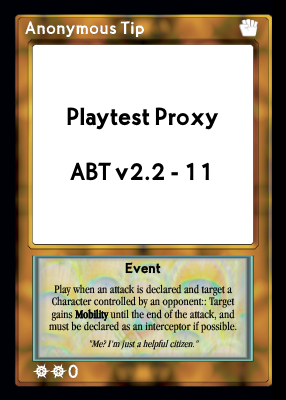 Anonymous Tip
Playtest Proxy
ABT v2.2 - 11
Event
Play when an attack is declared and target a
Character controlled by an opponent:: Target
gains Mobility until the end of the attack, and
must be declared as an interceptor if possible.
"Me? I'm just a helpful citizen."
0